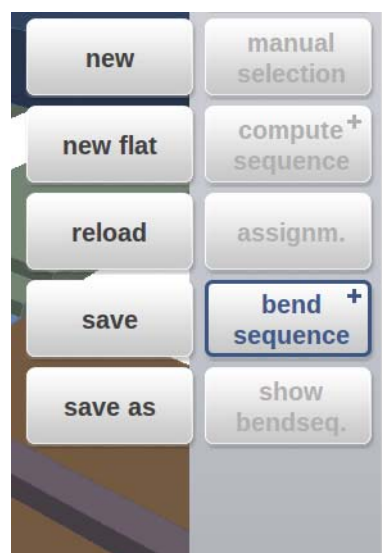 new
new flat
reload
save
save as
manual
selection
compute +
sequence
assignm.
bend +
sequence
show
bendseq.